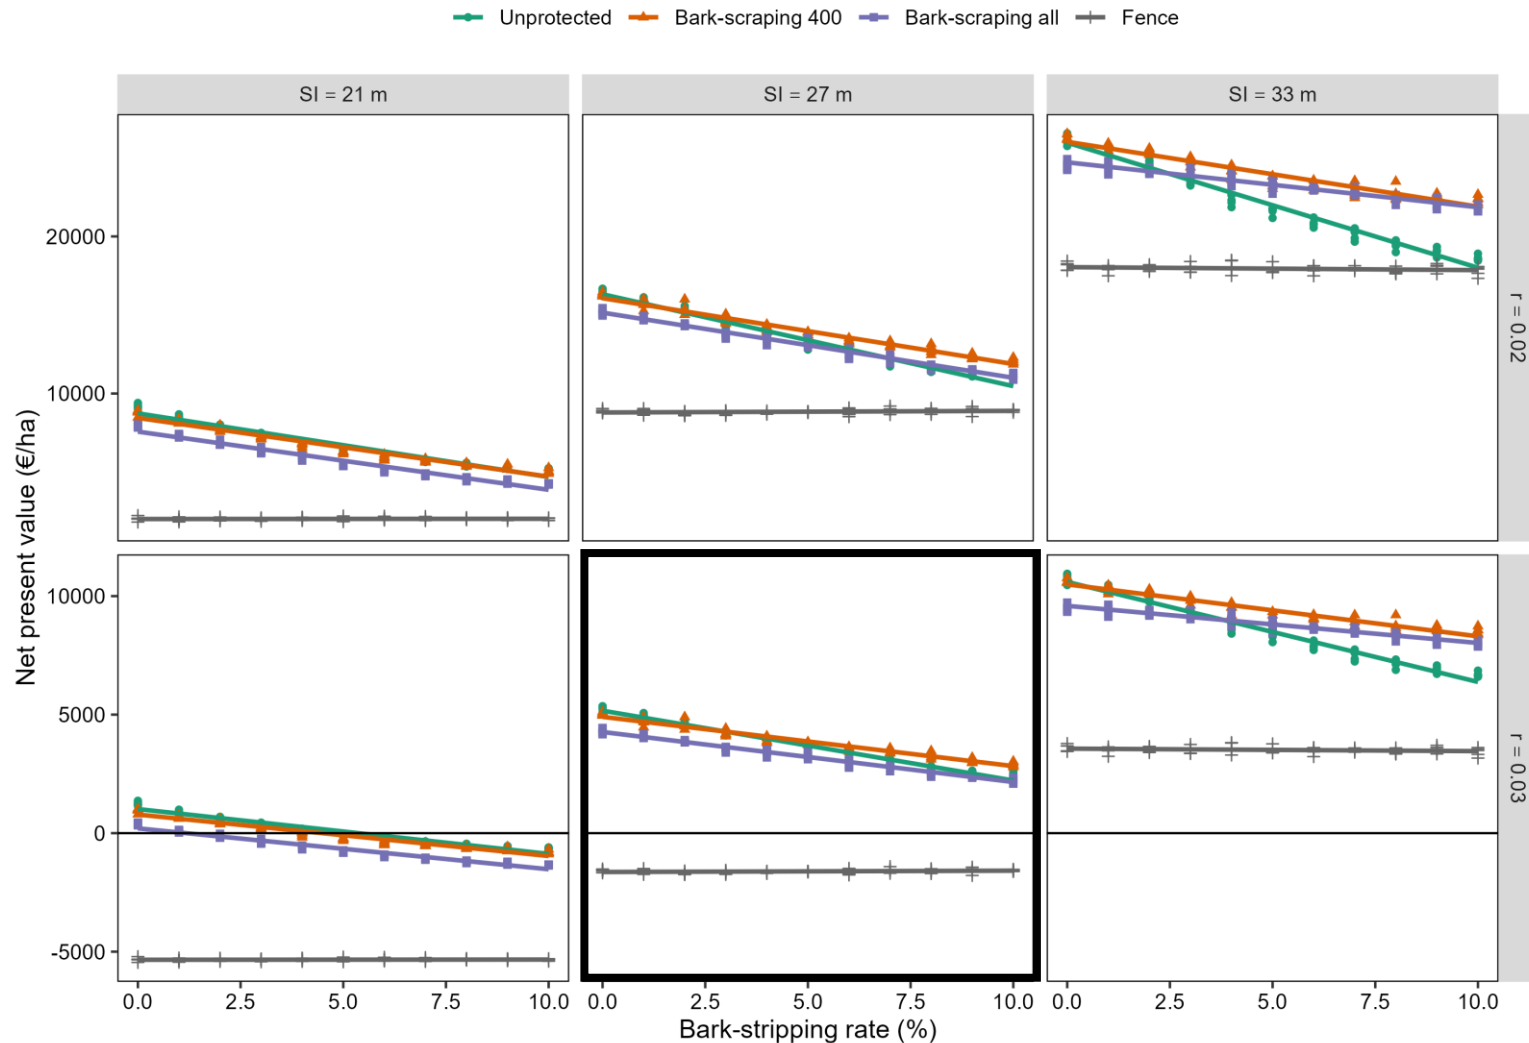 Unprotected Bark-scraping 400 Bark-scraping all Fence
SI = 21 m SI = 27 m SI = 33 m
20000
10000
r = 0.02
Net present value (€/ha)
10000
5000
0
-5000
r = 0.03
0.0 2.5 5.0 7.5 10.0 0.0 2.5 5.0 7.5 10.0 0.0 2.5 5.0 7.5 10.0
Bark-stripping rate (%)